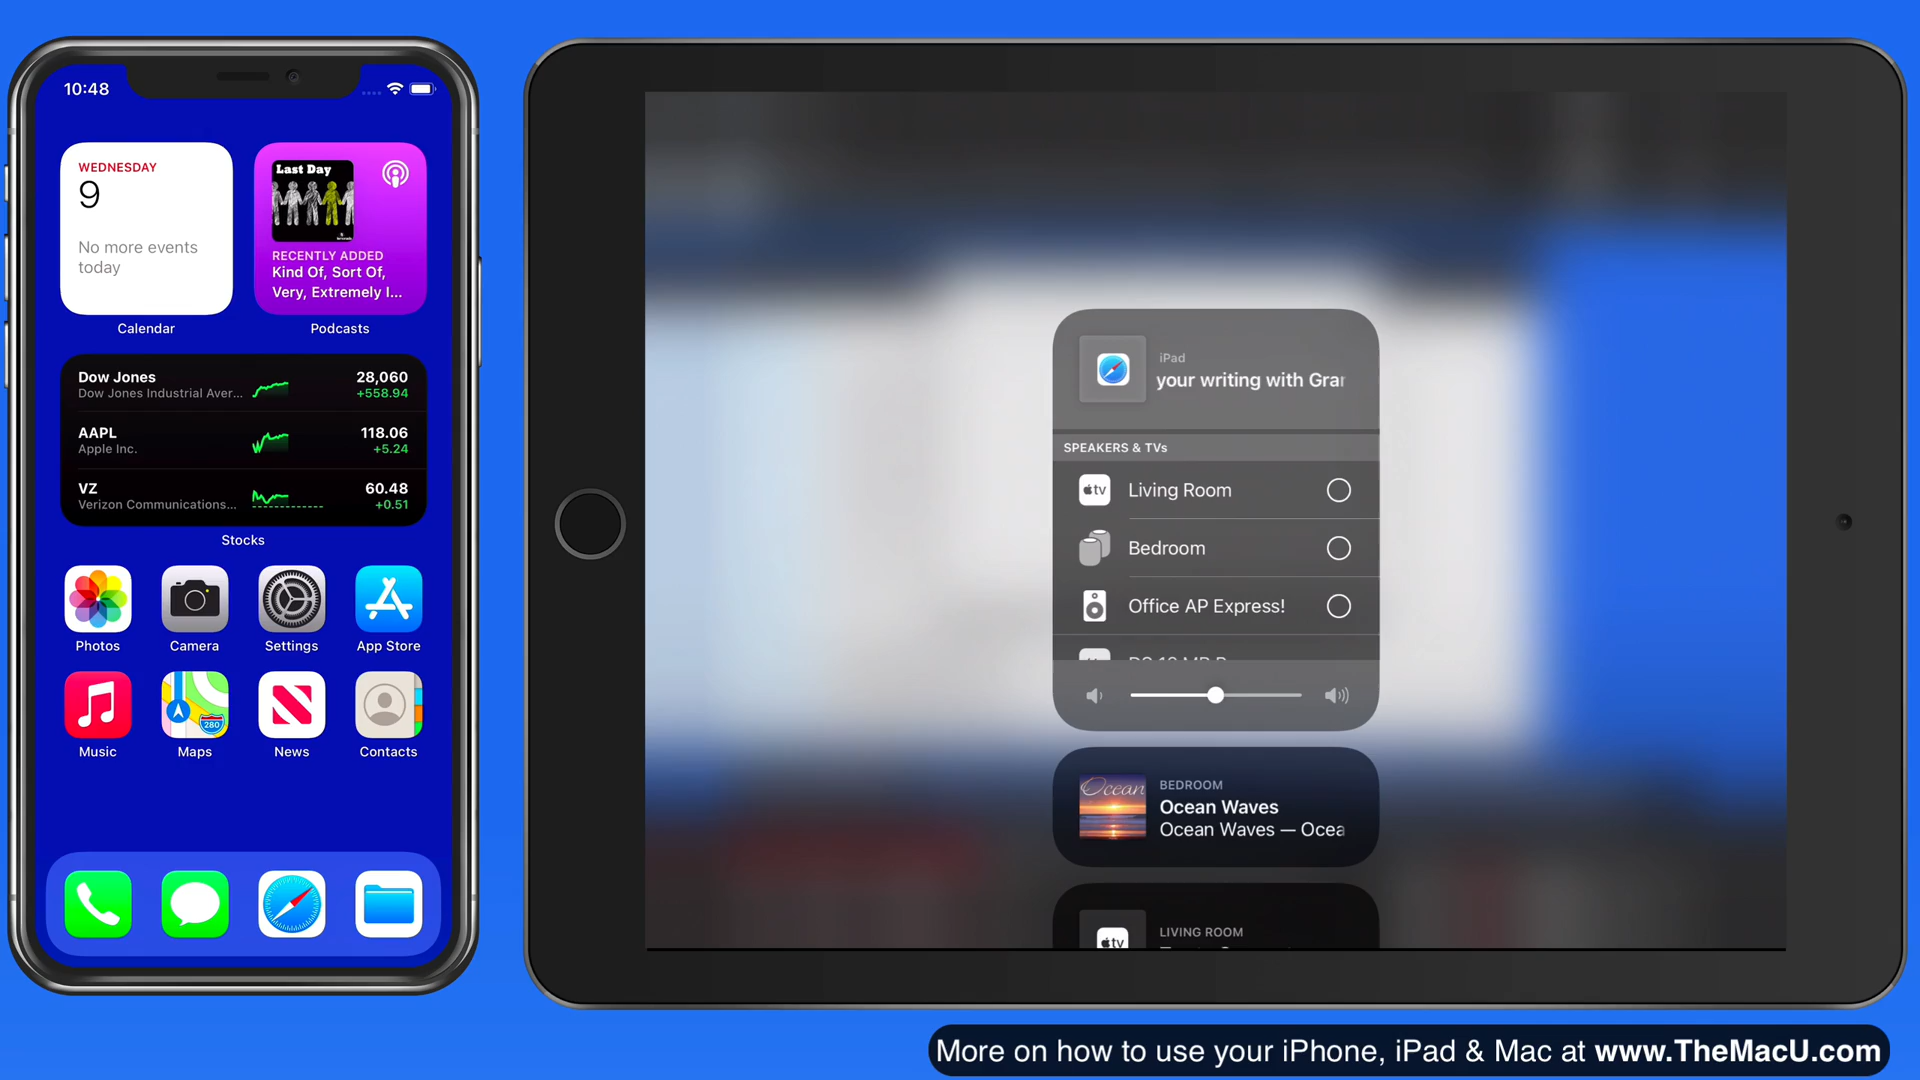 10:48
WEDNESDAY
9
No more events
today
Calendar
Last Day
RECENTLY ADDED
Kind Of, Sort Of,
Very, Extremely I...
Podcasts
Dow Jones
28,060
Dow Jones Industrial Aver...
+558.94
AAPL
118.06
Apple Inc.
+5.24
VZ
60.48
Verizon Communications...
+0.51
Stocks
Photos
Camera
Settings
App Store
280
Music
Maps
News
Contacts
iPad
your writing with Gra
SPEAKERS & TVs
tv
Living Room
Bedroom
Office AP Express!
Ocean
BEDROOM
Ocean Waves
Ocean Waves — Ocea
tv
LIVING ROOM
More on how to use your iPhone, iPad & Mac at www.TheMacU.com